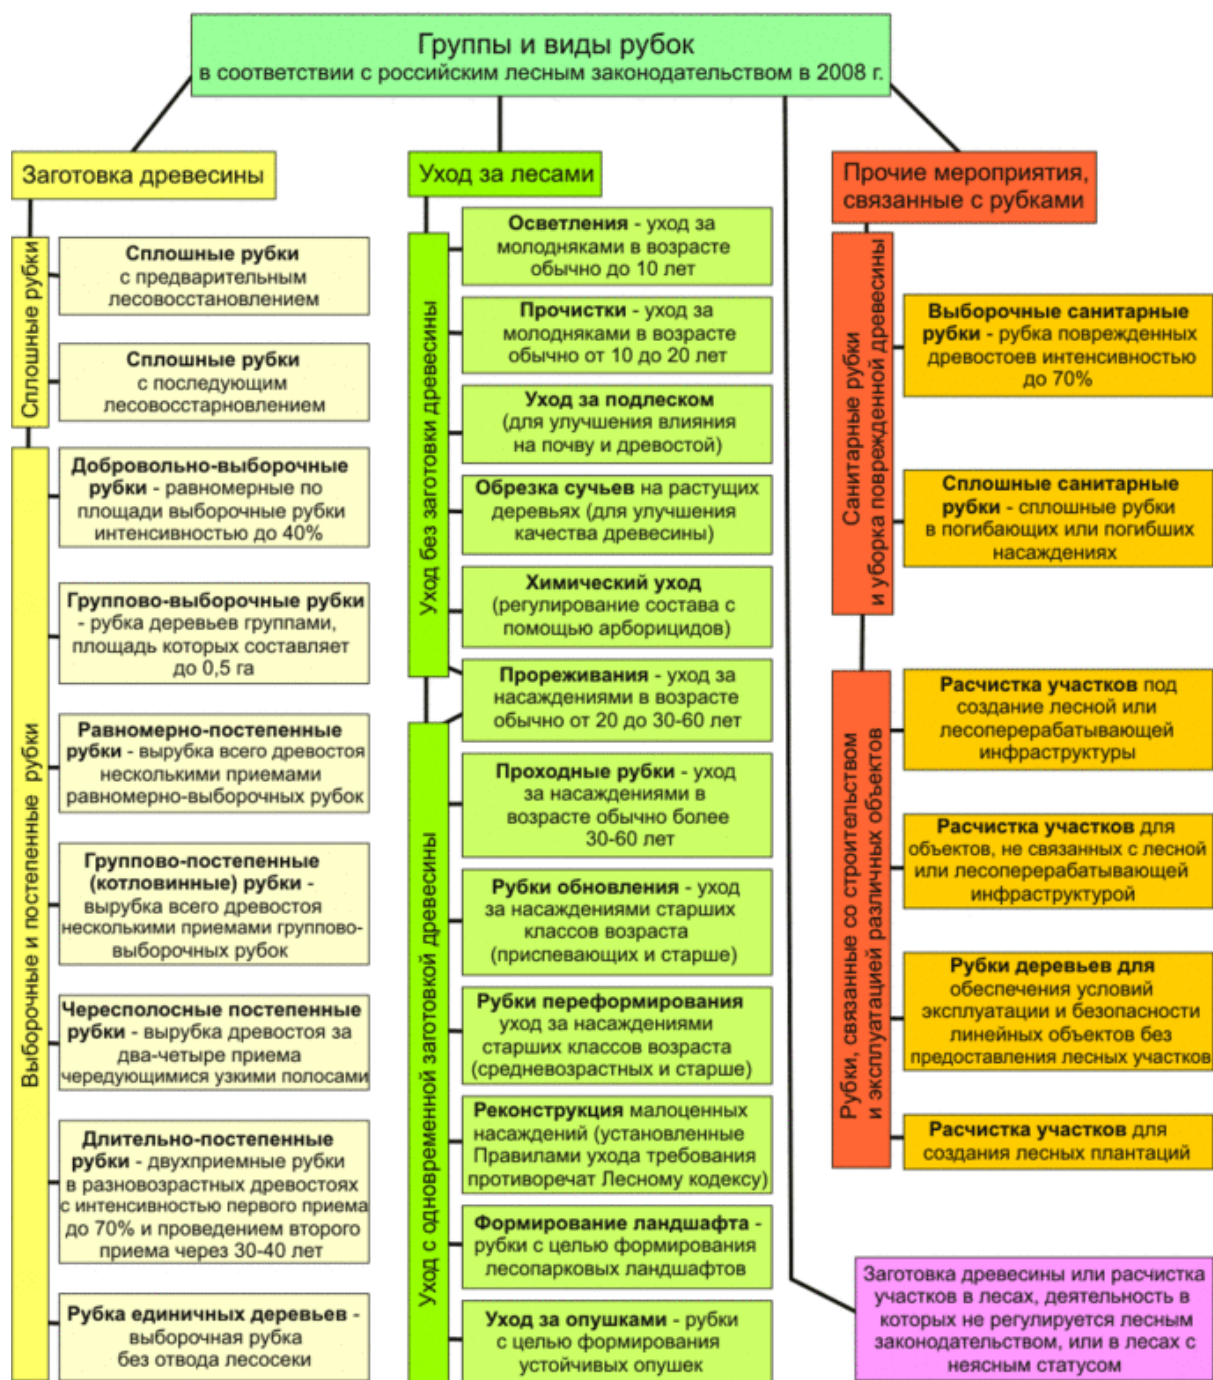 Группы и виды рубок
в соответствии с российским лесным законодательством в 2008 г.
Заготовка древесины
Сплошные рубки
Сплошные рубки
с предварительным
лесовосстановлением
Сплошные рубки
с последующим
лесовосстарновлением
Выборочные и постепенные рубки
Добровольно-выборочные
рубки - равномерные по
площади выборочные рубки
интенсивностью до 40%
Группово-выборочные рубки
- рубка деревьев группами,
площадь которых составляет
до 0,5 га
Равномерно-постепенные
рубки - вырубка всего древостоя
несколькими приемами
равномерно-выборочных рубок
Группово-постепенные
(котловинные) рубки -
вырубка всего древостоя
несколькими приемами группово-
выборочных рубок
Чересполосные постепенные
рубки - вырубка древостоя за
два-четыре приема
чередующимися узкими полосами
Длительно-постепенные
рубки - двухприемные рубки
в разновозрастных древостоях
с интенсивностью первого приема
до 70% и проведением второго
приема через 30-40 лет
Рубка единичных деревьев -
выборочная рубка
без отвода лесосеки
Уход за лесами
Уход без заготовки древесины
Осветления - уход за
молодняками в возрасте
обычно до 10 лет
Прочистки - уход за
молодняками в возрасте
обычно от 10 до 20 лет
Уход за подлеском
(для улучшения влияния
на почву и древостой)
Обрезка сучьев на растущих
деревьях (для улучшения
качества древесины)
Химический уход
(регулирование состава с
помощью арборицидов)
Прореживания - уход за
насаждениями в возрасте
обычно от 20 до 30-60 лет
Уход с одновременной заготовкой древесины
Проходные рубки - уход
за насаждениями в
возрасте обычно более
30-60 лет
Рубки обновления - уход
за насаждениями старших
классов возраста
(приспевающих и старше)
Рубки переформирования
уход за насаждениями
старших классов возраста
(средневозрастных и старше)
Реконструкция малоценных
насаждений (установленные
Правилами ухода требования
противоречат Лесному кодексу)
Формирование ландшафта -
рубки с целью формирования
лесопарковых ландшафтов
Уход за опушками - рубки
с целью формирования
устойчивых опушек
Прочие мероприятия,
связанные с рубками
Санитарные рубки
и уборка поврежденной древесины
Выборочные санитарные
рубки - рубка поврежденных
древостоев интенсивностью
до 70%
Сплошные санитарные
рубки - сплошные рубки
в погибающих или погибших
насаждениях
Рубки, связанные со строительством
и эксплуатацией различных объектов
Расчистка участков под
создание лесной или
лесоперерабатывающей
инфраструктуры
Расчистка участков для
объектов, не связанных с лесной
или лесоперерабатывающей
инфраструктурой
Рубки деревьев для
обеспечения условий
эксплуатации и безопасности
линейных объектов без
предоставления лесных участков
Расчистка участков для
создания лесных плантаций
Заготовка древесины или расчистка
участков в лесах, деятельность в
которых не регулируется лесным
законодательством, или в лесах с
неясным статусом